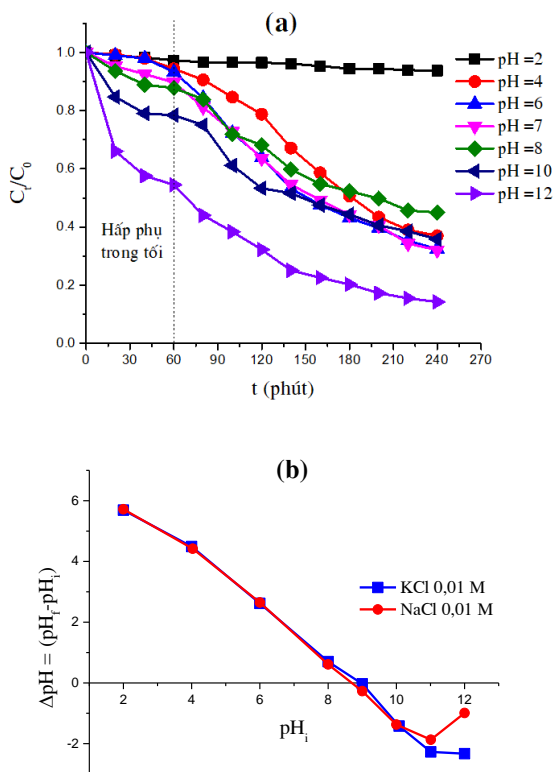 (a)
1.0
0.8
0.6
0.4
0.2
0.0
Cₜ/C₀
Hấp phụ
trong tối
0 30 60 90 120 150 180 210 240 270
t (phút)
pH =2
pH =4
pH =6
pH =7
pH =8
pH =10
pH =12
(b)
6
4
2
0
-2
ΔpH = (pH_f-pH_i)
KCl 0,01 M
NaCl 0,01 M
2 4 6 8 10 12
pH_i